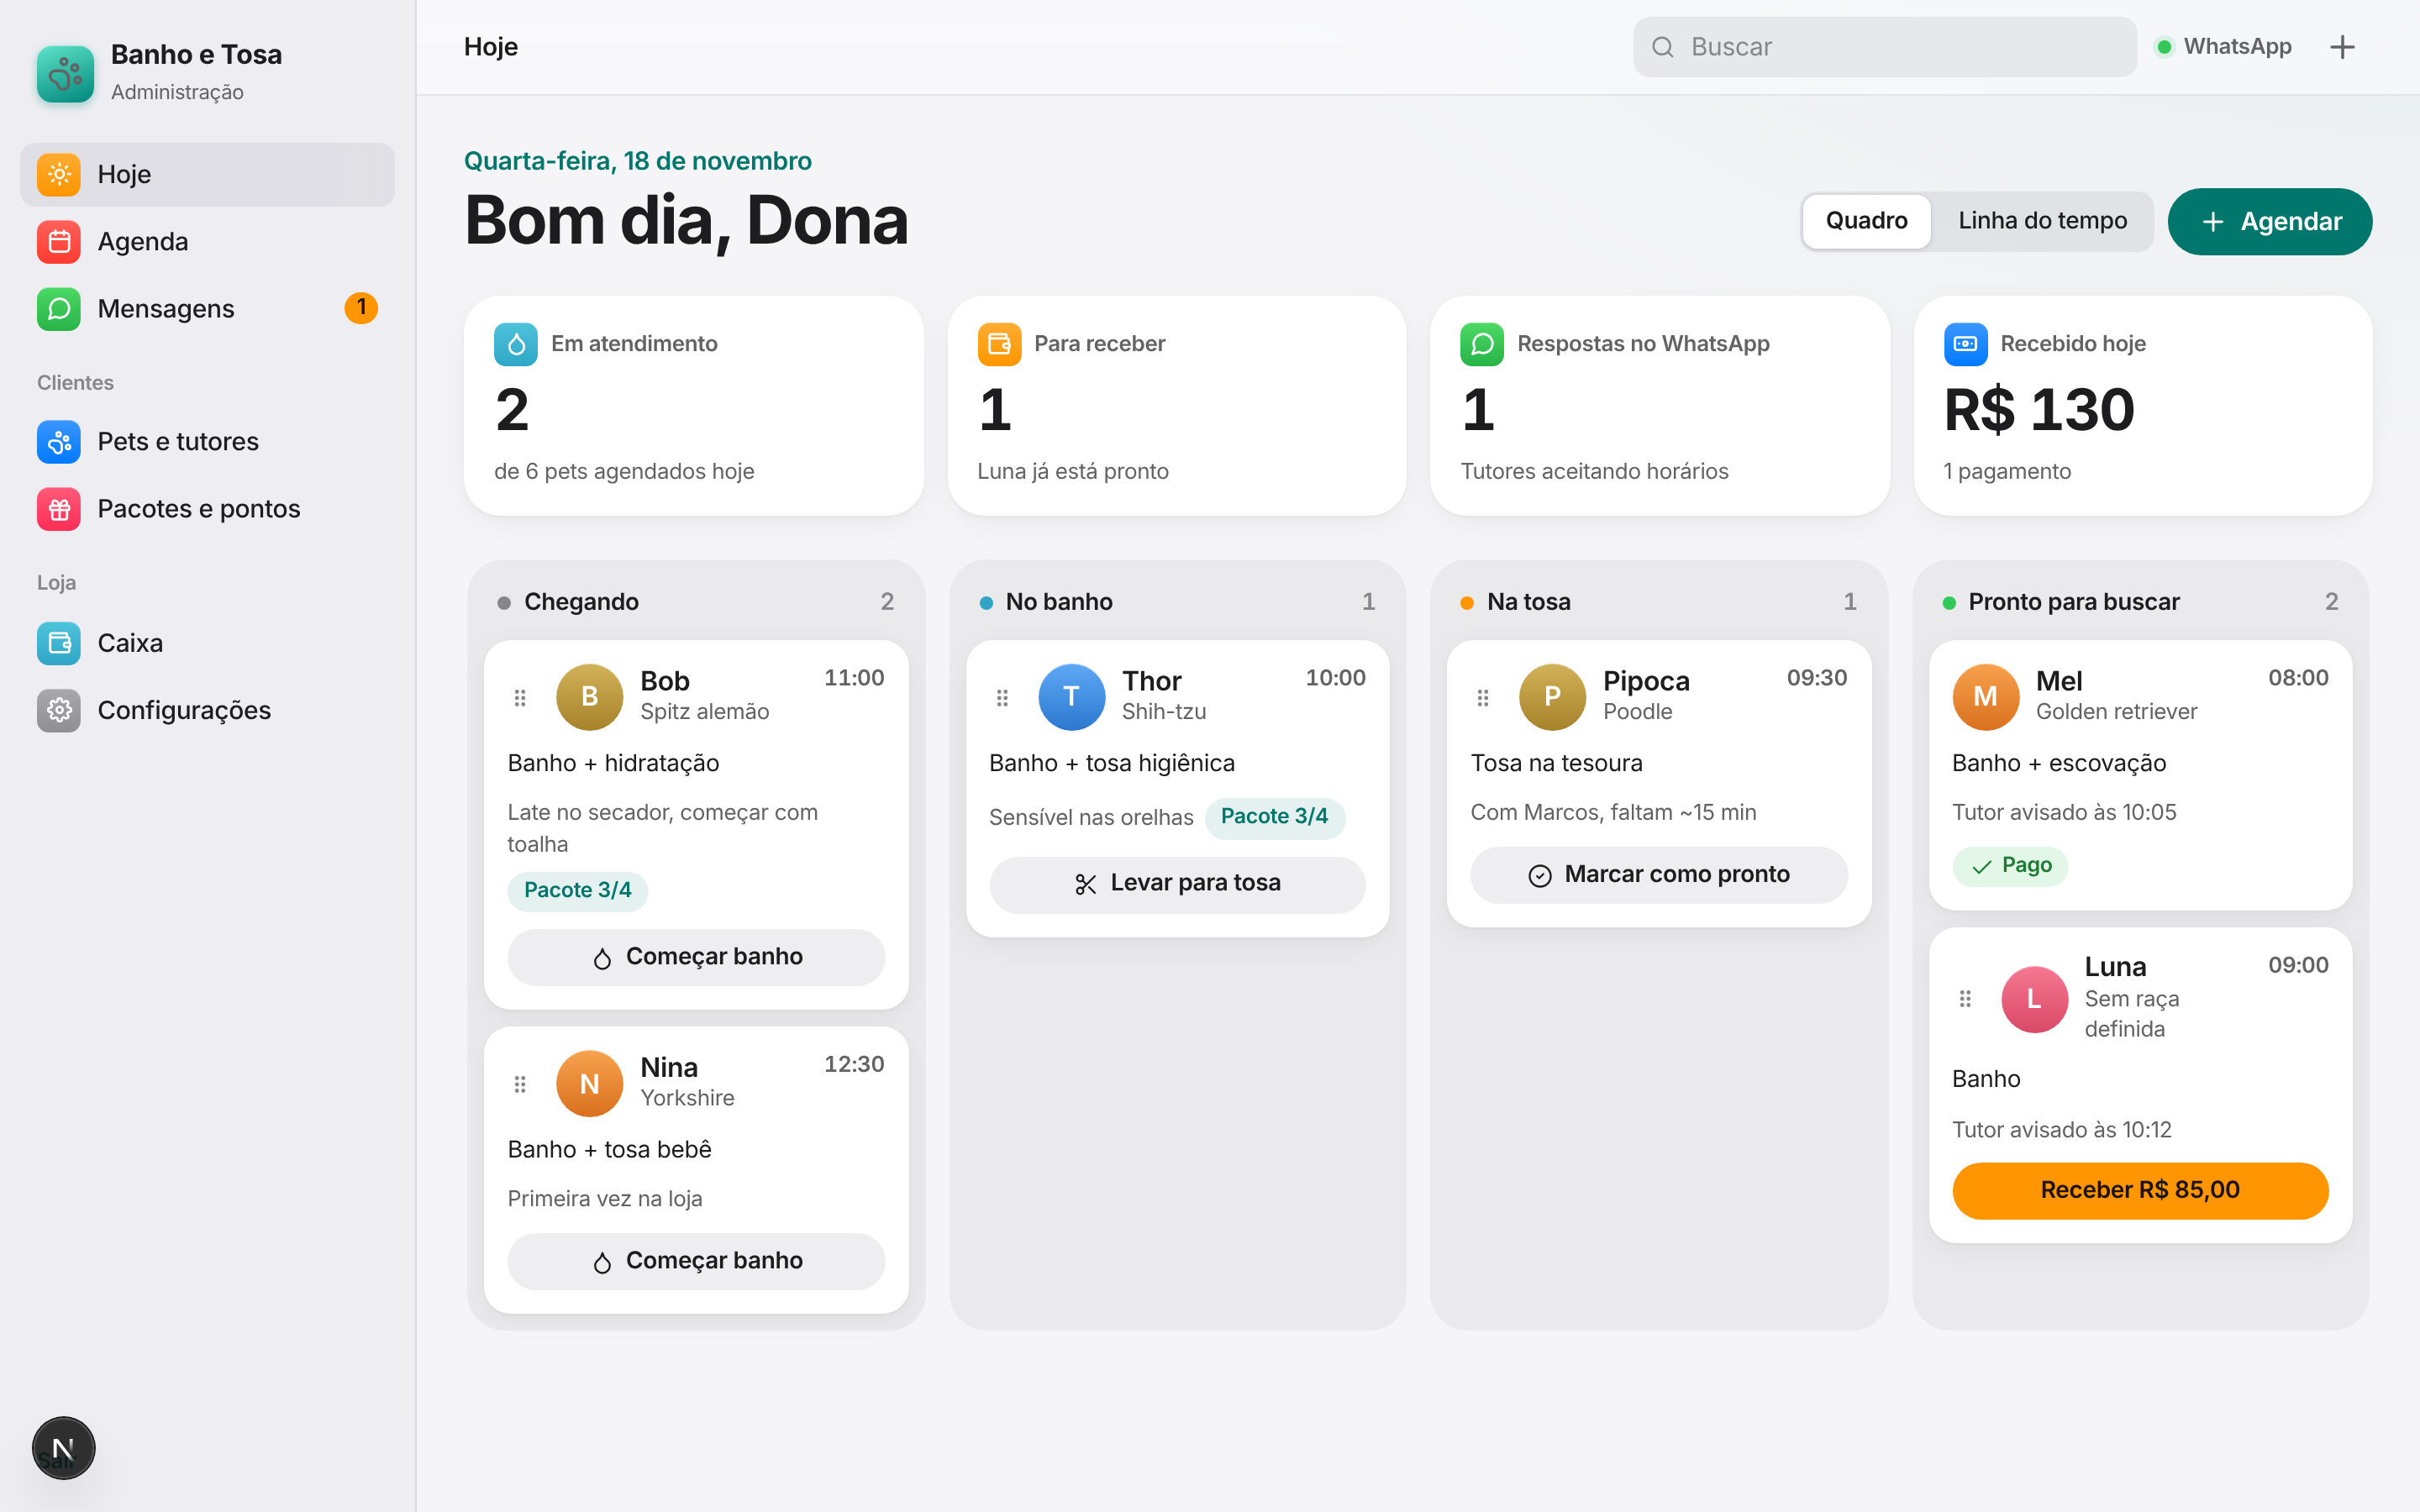 Banho e Tosa
Administração
Hoje
Agenda
Mensagens 1
Clientes
Pets e tutores
Pacotes e pontos
Loja
Caixa
Configurações
Sair
N
Hoje
Buscar
WhatsApp
Quarta-feira, 18 de novembro
Bom dia, Dona
Quadro
Linha do tempo
+ Agendar
Em atendimento
2
de 6 pets agendados hoje
Para receber
1
Luna já está pronto
Respostas no WhatsApp
1
Tutores aceitando horários
Recebido hoje
R$ 130
1 pagamento
Chegando 2
B
Bob 11:00
Spitz alemão
Banho + hidratação
Late no secador, começar com
toalha
Pacote 3/4
Começar banho
N
Nina 12:30
Yorkshire
Banho + tosa bebê
Primeira vez na loja
Começar banho
No banho 1
T
Thor 10:00
Shih-tzu
Banho + tosa higiênica
Sensível nas orelhas Pacote 3/4
Levar para tosa
Na tosa 1
P
Pipoca 09:30
Poodle
Tosa na tesoura
Com Marcos, faltam ~15 min
Marcar como pronto
Pronto para buscar 2
M
Mel 08:00
Golden retriever
Banho + escovação
Tutor avisado às 10:05
Pago
L
Luna 09:00
Sem raça
definida
Banho
Tutor avisado às 10:12
Receber R$ 85,00